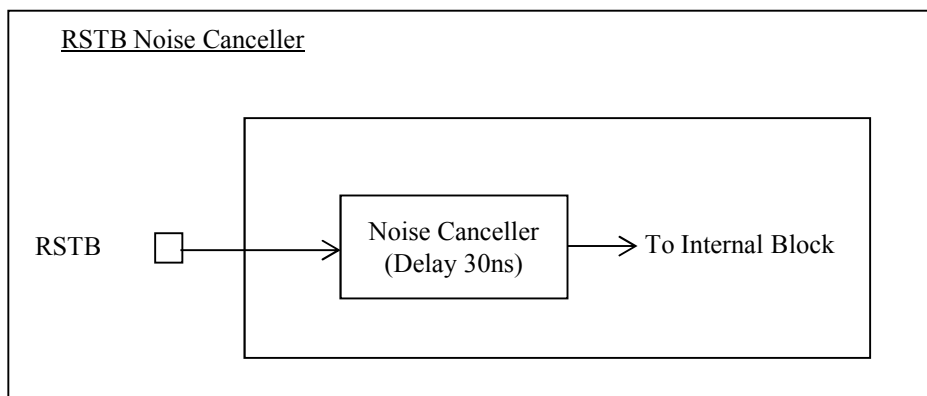 RSTB Noise Canceller
RSTB
Noise Canceller
(Delay 30ns)
To Internal Block